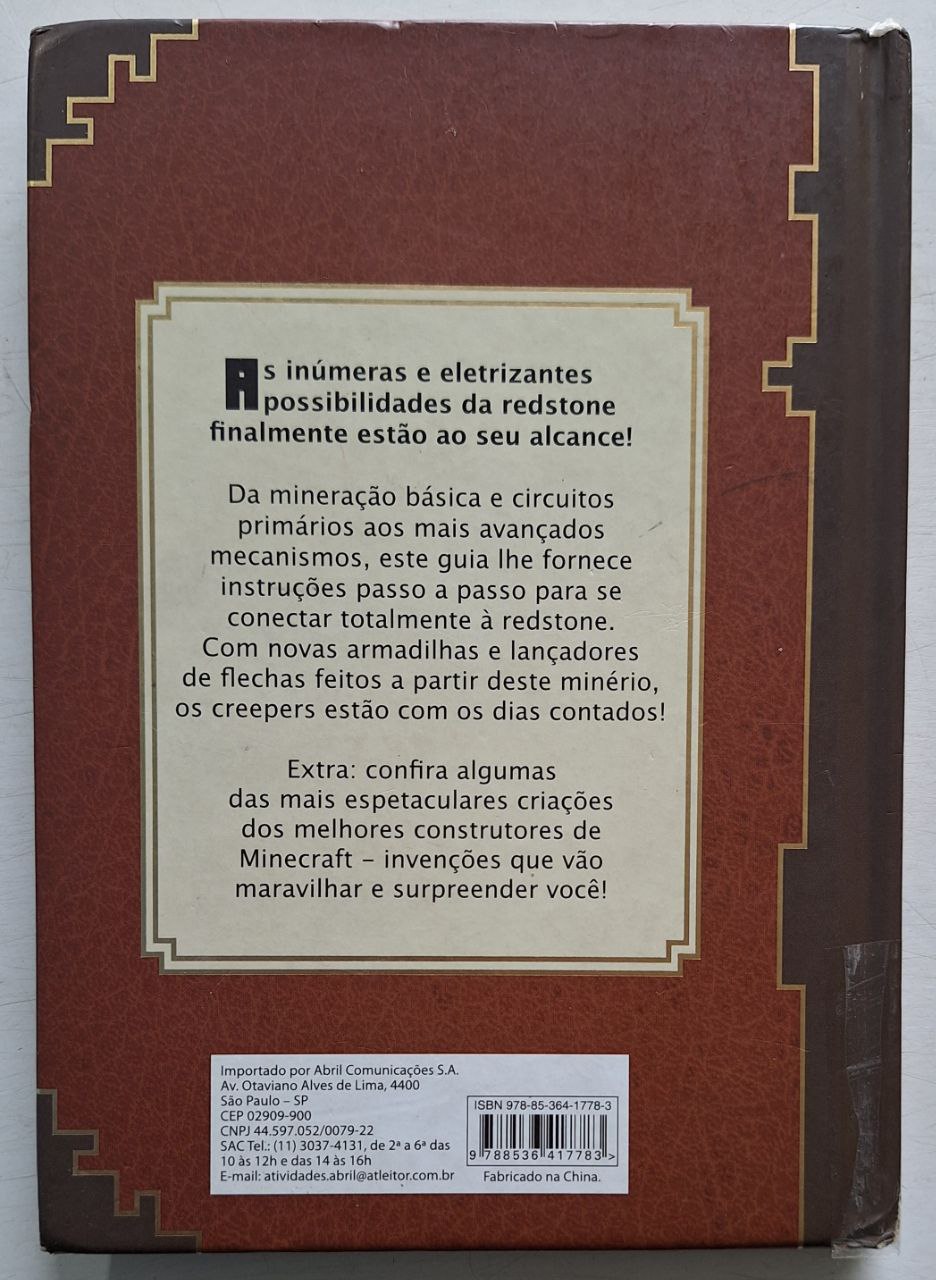 As inúmeras e eletrizantes
possibilidades da redstone
finalmente estão ao seu alcance!
Da mineração básica e circuitos
primários aos mais avançados
mecanismos, este guia lhe fornece
instruções passo a passo para se
conectar totalmente à redstone.
Com novas armadilhas e lançadores
de flechas feitos a partir deste minério,
os creepers estão com os dias contados!
Extra: confira algumas
das mais espetaculares criações
dos melhores construtores de
Minecraft – invenções que vão
maravilhar e surpreender você!
Importado por Abril Comunicações S.A.
Av. Otaviano Alves de Lima, 4400
São Paulo – SP
CEP 02909-900
CNPJ 44.597.052/0079-22
SAC Tel.: (11) 3037-4131, de 2ª a 6ª das
10 às 12h e das 14 às 16h
E-mail: atividades.abril@atleitor.com.br
ISBN 978-85-364-1778-3
9 788536 417783 >
Fabricado na China.